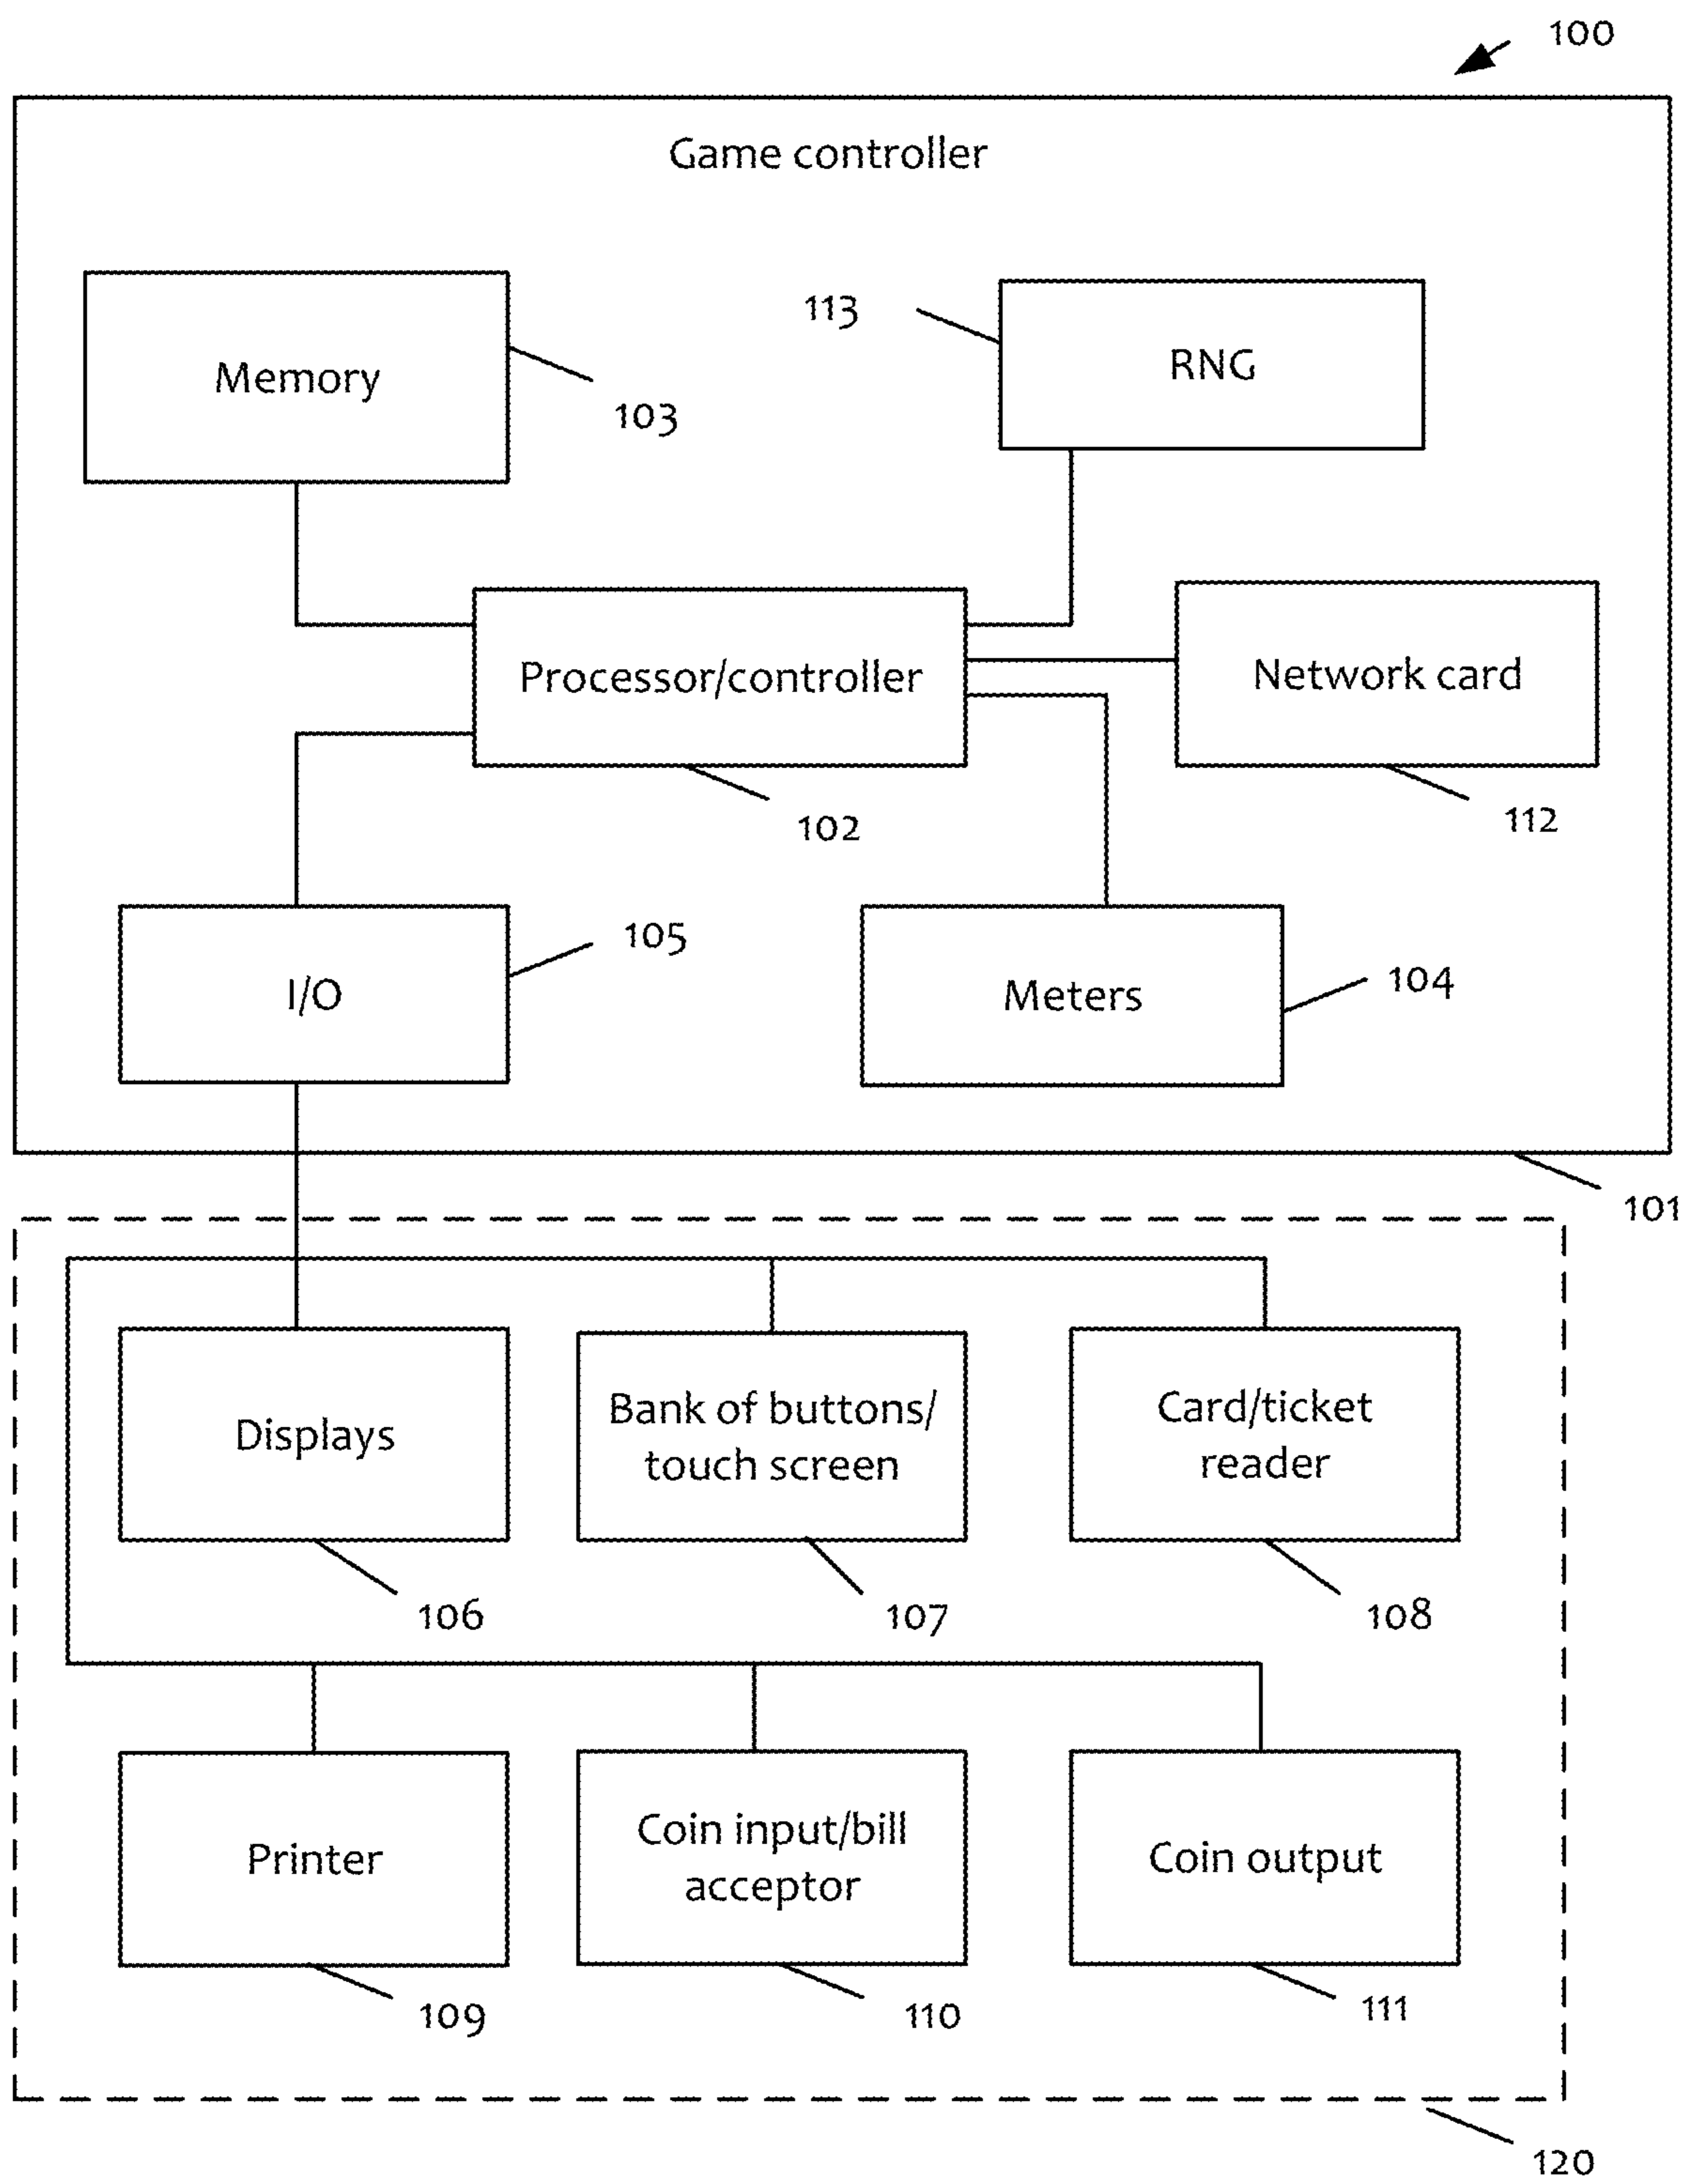 100
Game controller
Memory
103
113
RNG
Processor/controller
102
Network card
112
I/O
105
Meters
104
101
Displays
106
Bank of buttons/
touch screen
107
Card/ticket
reader
108
Printer
109
Coin input/bill
acceptor
110
Coin output
111
120